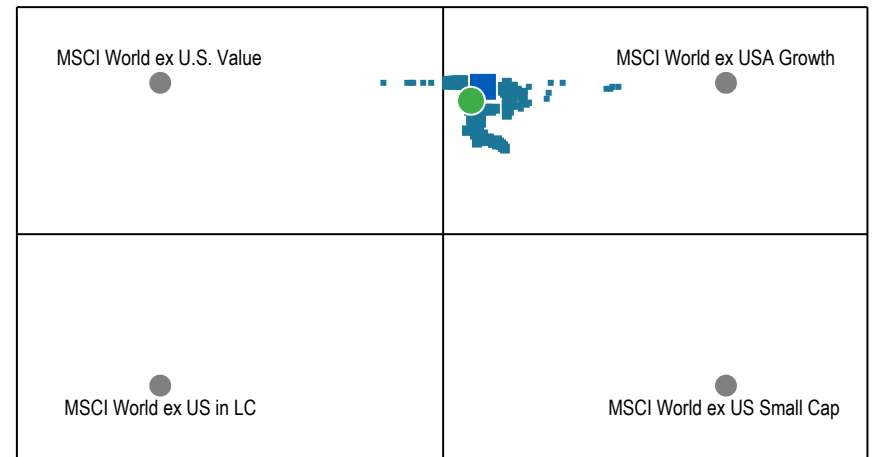 MSCI World ex U.S. Value
MSCI World ex USA Growth
MSCI World ex US in LC
MSCI World ex US Small Cap